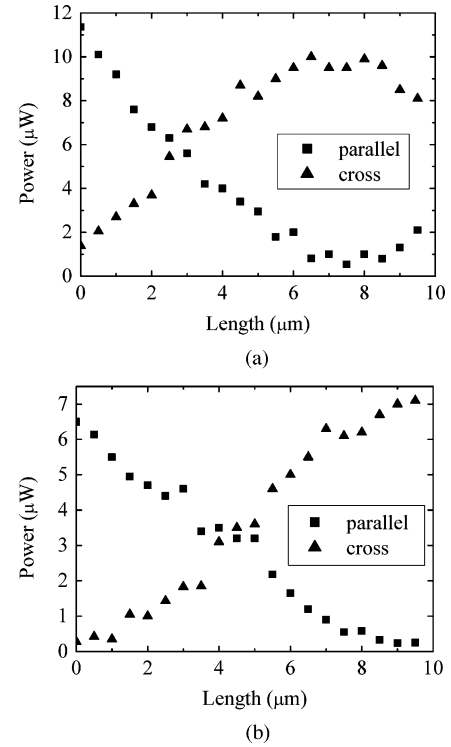 12
10
8
6
4
2
0
Power (μW)
parallel
cross
0 2 4 6 8 10
Length (μm)
(a)
7
6
5
4
3
2
1
0
Power (μW)
parallel
cross
0 2 4 6 8 10
Length (μm)
(b)